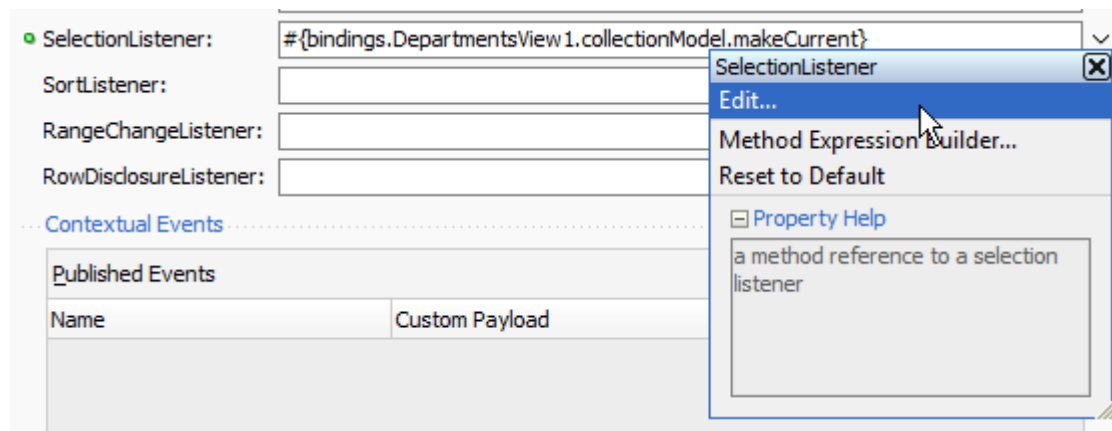 SelectionListener: #{bindings.DepartmentsView1.collectionModel.makeCurrent}
SelectionListener
SortListener:
Edit...
RangeChangeListener:
Method Expression Builder...
RowDisclosureListener:
Reset to Default
Contextual Events
Property Help
a method reference to a selection
listener
Published Events
Name Custom Payload